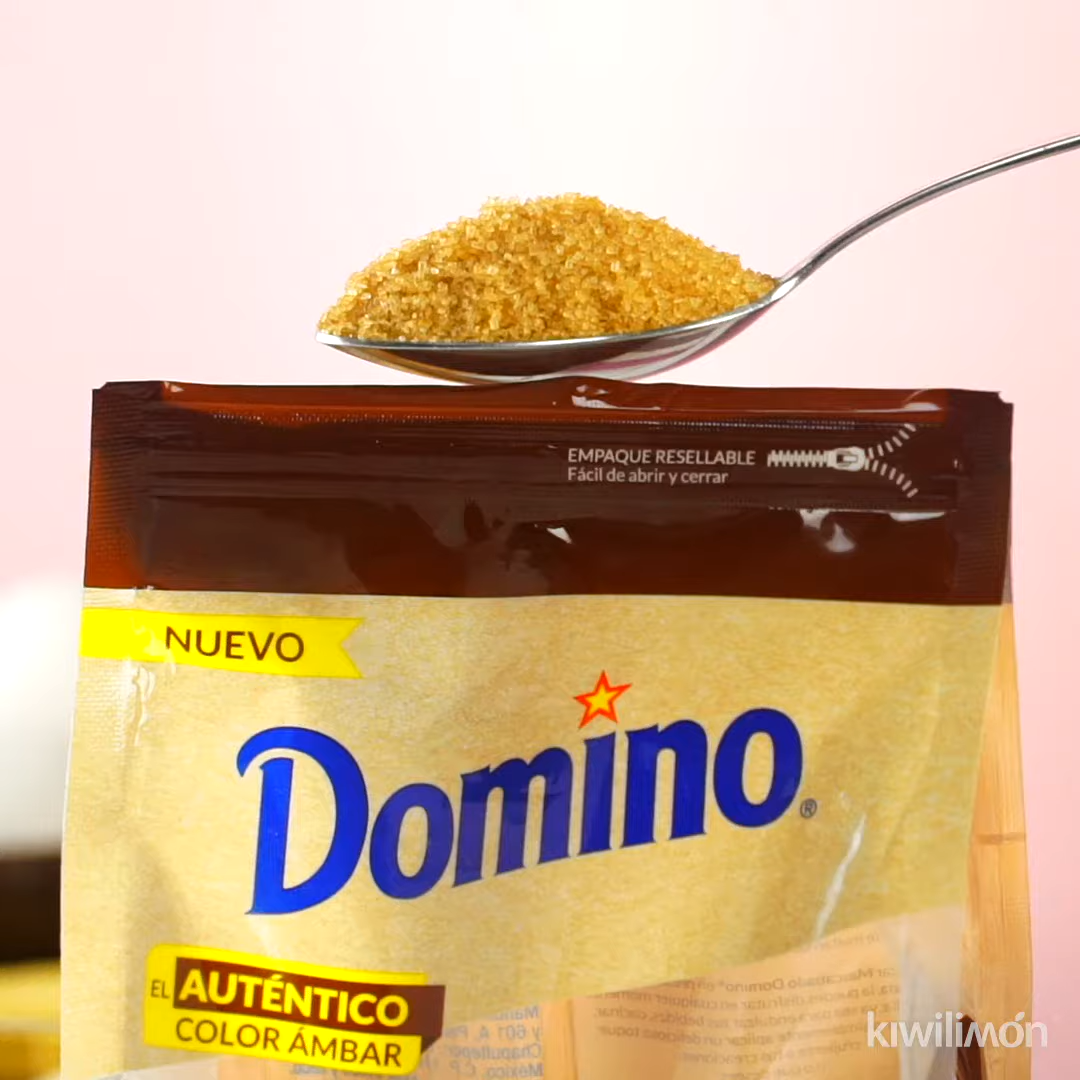 EMPAQUE RESELLABLE
Fácil de abrir y cerrar
NUEVO
Domino®
EL AUTÉNTICO
COLOR ÁMBAR
kiwilimón